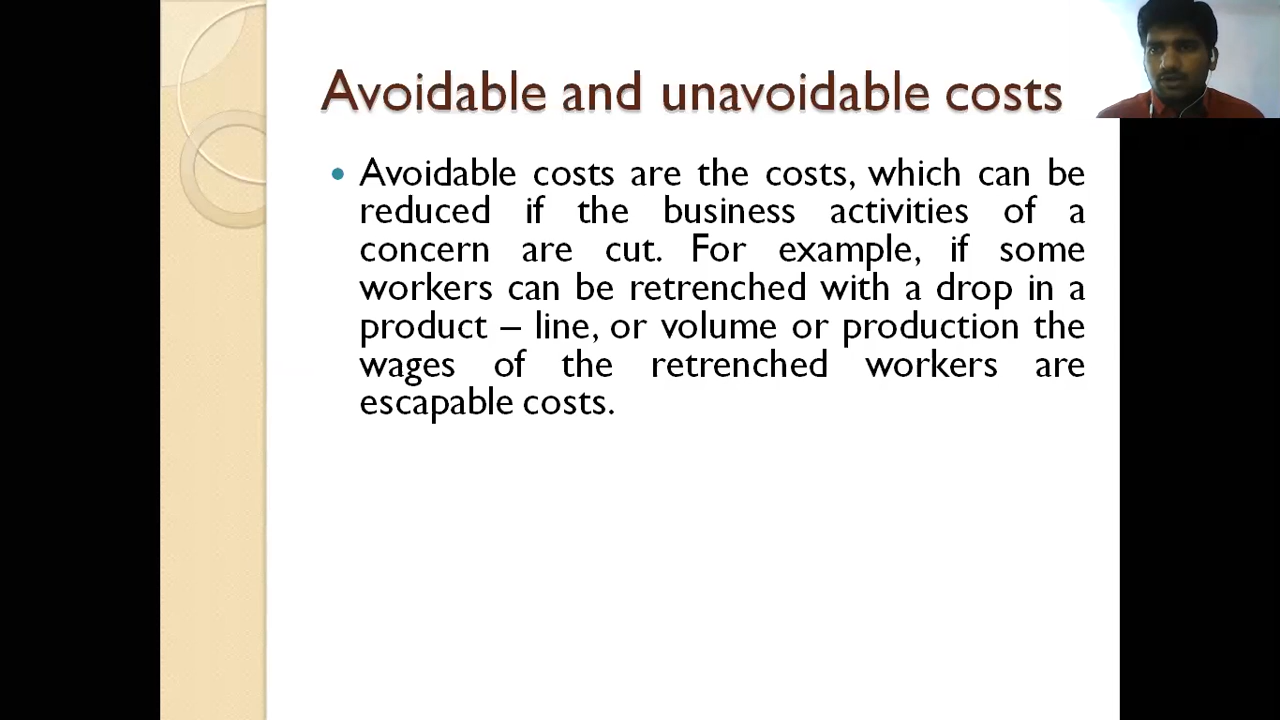 Avoidable and unavoidable costs
• Avoidable costs are the costs, which can be
reduced if the business activities of a
concern are cut. For example, if some
workers can be retrenched with a drop in a
product – line, or volume or production the
wages of the retrenched workers are
escapable costs.